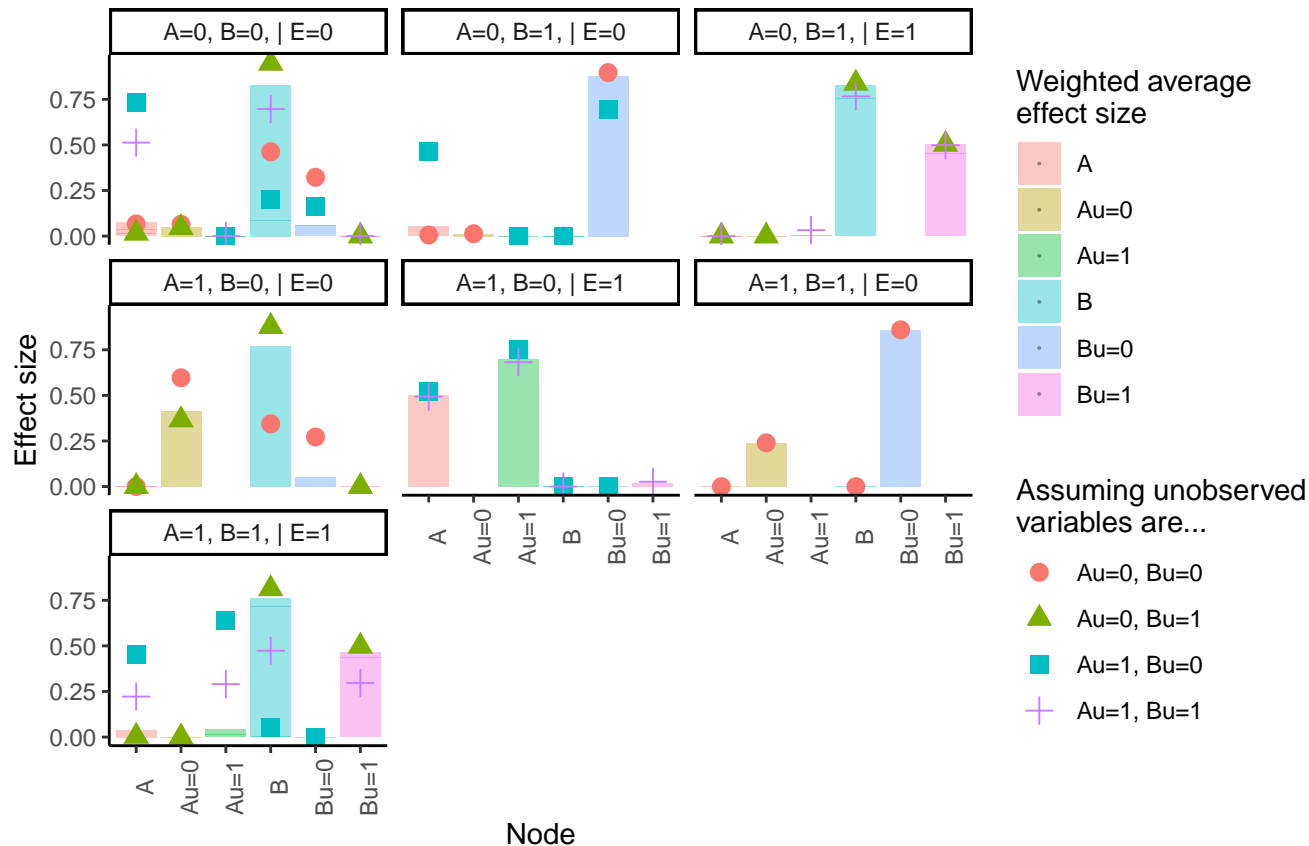 A=0, B=0, | E=0
A=0, B=1, | E=0
A=0, B=1, | E=1
0.75
0.50
0.25
0.00
A=1, B=0, | E=0
A=1, B=0, | E=1
A=1, B=1, | E=0
0.75
0.50
0.25
0.00
A
Au=0
Au=1
B
Bu=0
Bu=1
A
Au=0
Au=1
B
Bu=0
Bu=1
A=1, B=1, | E=1
0.75
0.50
0.25
0.00
A
Au=0
Au=1
B
Bu=0
Bu=1
Effect size
Node
Weighted average
effect size
A
Au=0
Au=1
B
Bu=0
Bu=1
Assuming unobserved
variables are...
Au=0, Bu=0
Au=0, Bu=1
Au=1, Bu=0
Au=1, Bu=1